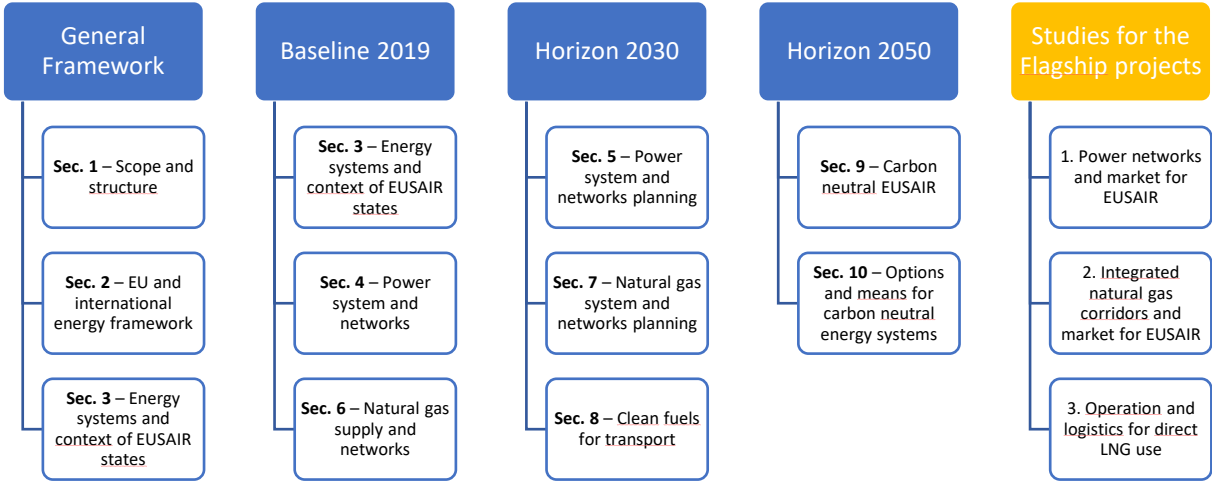 General
Framework
Sec. 1 – Scope and
structure
Sec. 2 – EU and
international
energy framework
Sec. 3 – Energy
systems and
context of EUSAIR
states
Baseline 2019
Sec. 3 – Energy
systems and
context of EUSAIR
states
Sec. 4 – Power
system and
networks
Sec. 6 – Natural gas
supply and
networks
Horizon 2030
Sec. 5 – Power
system and
networks planning
Sec. 7 – Natural gas
system and
networks planning
Sec. 8 – Clean fuels
for transport
Horizon 2050
Sec. 9 – Carbon
neutral EUSAIR
Sec. 10 – Options
and means for
carbon neutral
energy systems
Studies for the
Flagship projects
1. Power networks
and market for
EUSAIR
2. Integrated
natural gas
corridors and
market for EUSAIR
3. Operation and
logistics for direct
LNG use